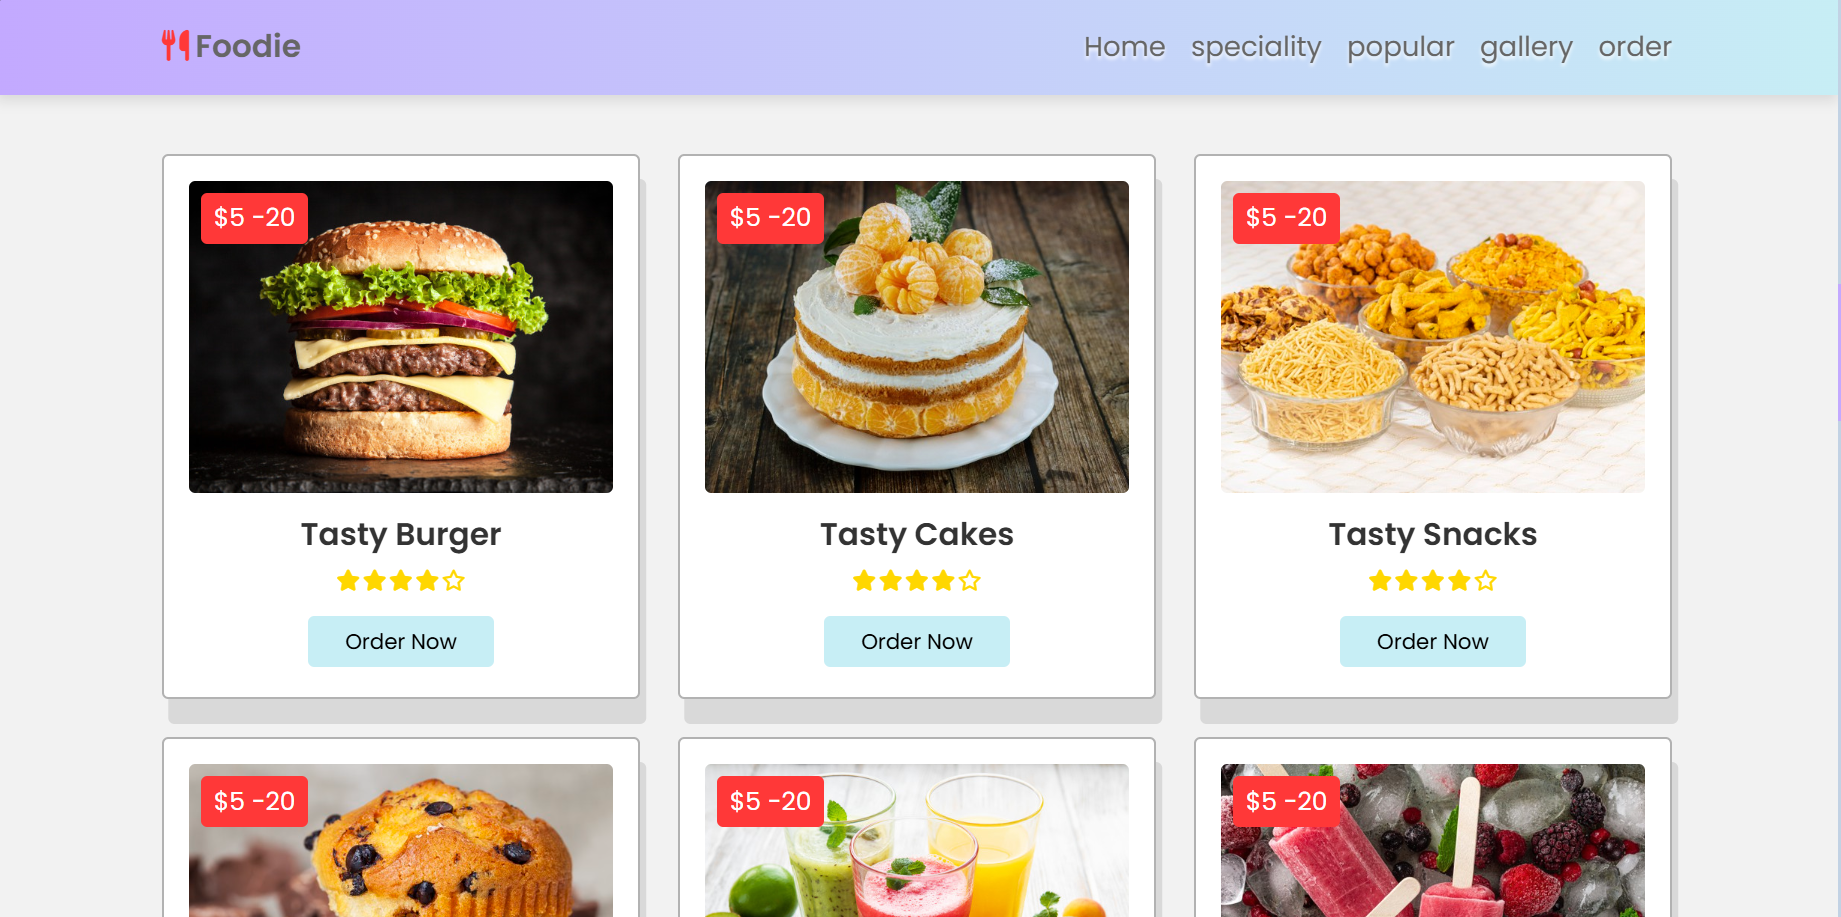 Foodie
Home speciality popular gallery order
$5 -20 $5 -20 $5 -20
Tasty Burger Tasty Cakes Tasty Snacks
Order Now Order Now Order Now
$5 -20 $5 -20 $5 -20